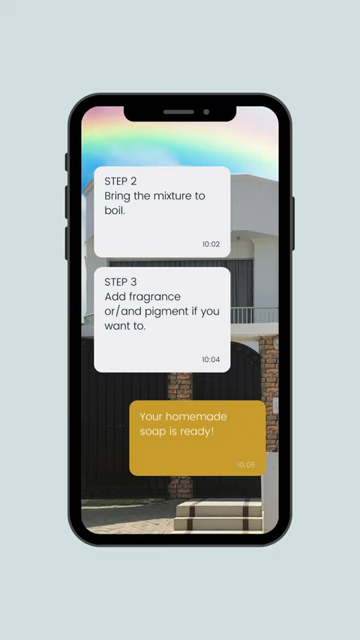 STEP 2
Bring the mixture to
boil.
10:02
STEP 3
Add fragrance
or/and pigment if you
want to.
10:04
Your homemade
soap is ready!
10:06